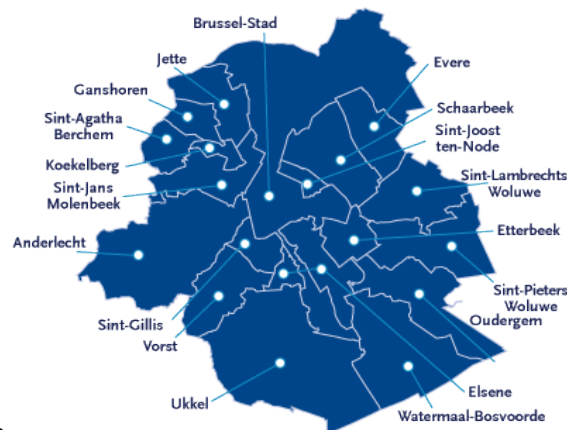 Brussel-Stad
Jette
Evere
Ganshoren
Schaarbeek
Sint-Agatha
Berchem
Sint-Joost
ten-Node
Koekelberg
Sint-Lambrechts
Woluwe
Sint-Jans
Molenbeek
Etterbeek
Anderlecht
Sint-Pieters
Woluwe
Oudergem
Sint-Gillis
Vorst
Elsene
Ukkel
Watermaal-Bosvoorde